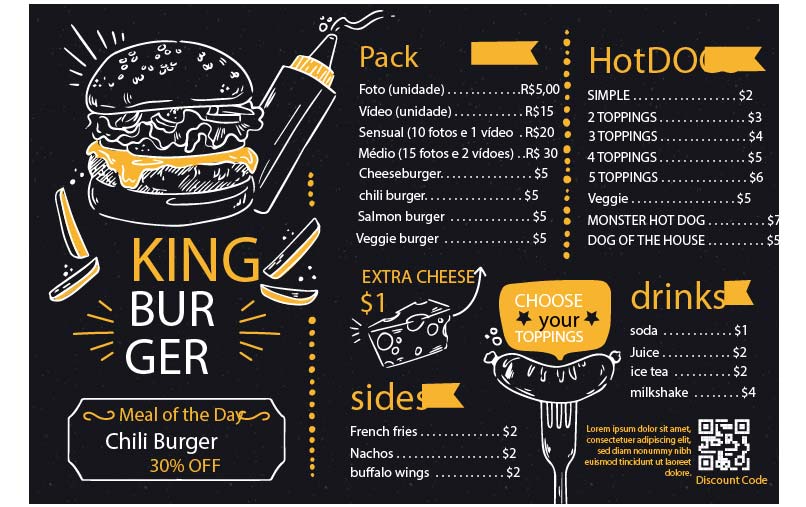 KING
BUR
GER
Meal of the Day
Chili Burger
30% OFF
Pack
Foto (unidade)............R$5,00
Vídeo (unidade)............R$15
Sensual (10 fotos e 1 vídeo .R$20
Médio (15 fotos e 2 vídoes) ..R$ 30
Cheeseburger...............$5
chili burger................$5
Salmon burger ............$5
Veggie burger ............$5
EXTRA CHEESE
$1
CHOOSE
your
TOPPINGS
sides
French fries .............$2
Nachos.................$2
buffalo wings ...........$2
HotDO
SIMPLE .................$2
2 TOPPINGS..............$3
3 TOPPINGS..............$4
4 TOPPINGS..............$5
5 TOPPINGS..............$6
Veggie .................$5
MONSTER HOT DOG .........$7
DOG OF THE HOUSE .........$5
drinks
soda ...........$1
Juice...........$2
ice tea ..........$2
milkshake .......$4
Lorem ipsum dolor sit amet,
consectetuer adipiscing elit,
sed diam nonummy nibh
euismod tincidunt ut laoreet
dolore.
Discount Code